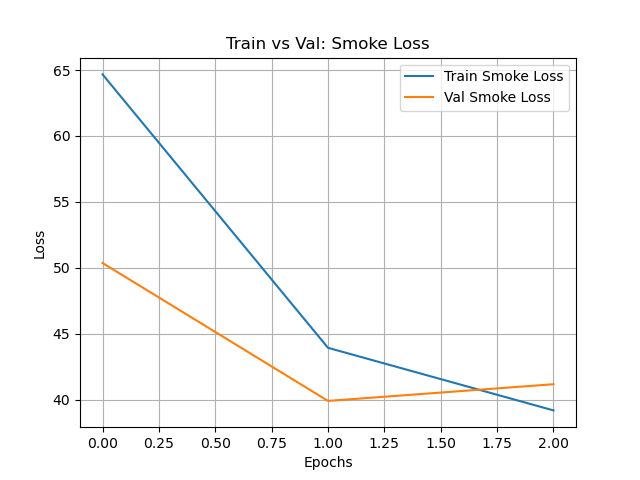 Train vs Val: Smoke Loss
Train Smoke Loss
Val Smoke Loss
65
60
55
50
45
40
Loss
0.00 0.25 0.50 0.75 1.00 1.25 1.50 1.75 2.00
Epochs